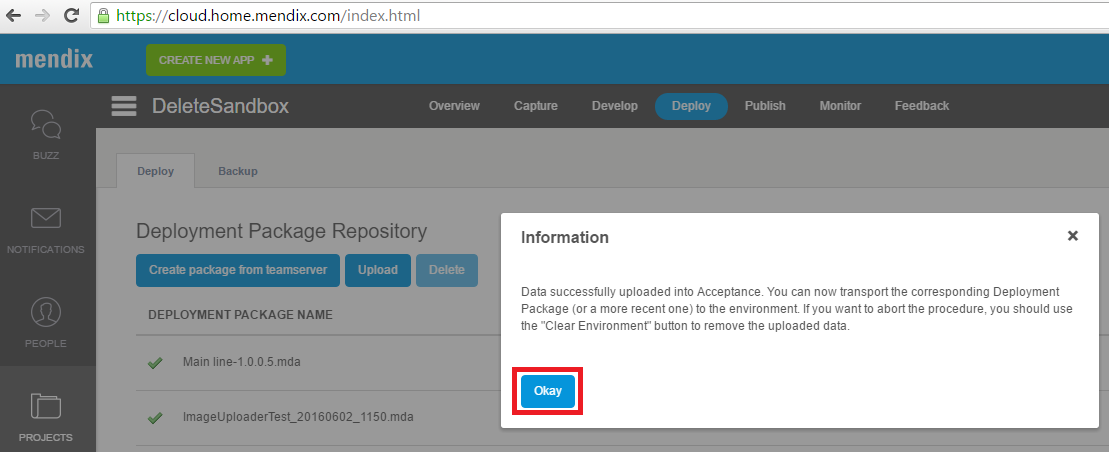 https://cloud.home.mendix.com/index.html
mendix
CREATE NEW APP
DeleteSandbox
Overview Capture Develop Deploy Publish Monitor Feedback
BUZZ
NOTIFICATIONS
PEOPLE
PROJECTS
Deploy Backup
Deployment Package Repository
Create package from teamserver Upload Delete
DEPLOYMENT PACKAGE NAME
Main line-1.0.0.5.mda
ImageUploaderTest_20160602_1150.mda
Information
Data successfully uploaded into Acceptance. You can now transport the corresponding Deployment
Package (or a more recent one) to the environment. If you want to abort the procedure, you should use
the "Clear Environment" button to remove the uploaded data.
Okay